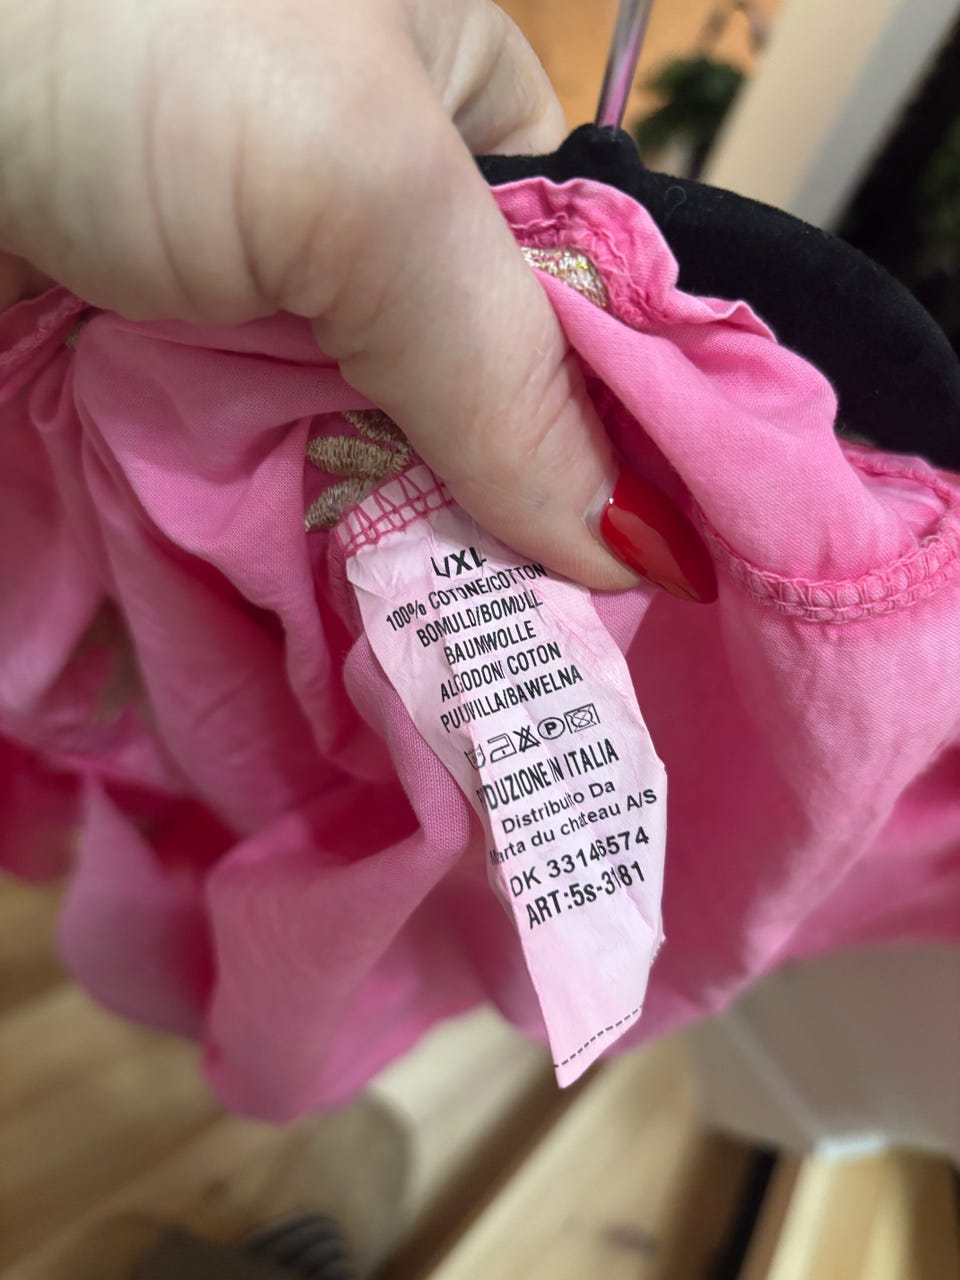 L/XL
100% COTONE/COTTON
BOMULD/BOMULL
BAUMWOLLE
ALGODON/ COTON
PUUVILLA/BAWELNA
P
IN ITALIA
Distribuito Da
Marta du chateau A/S
DK 33146574
ART:5s-3181